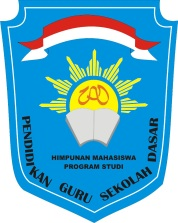 HIMPUNAN MAHASISWA
PROGRAM STUDI
PENDIDIKAN GURU SEKOLAH DASAR